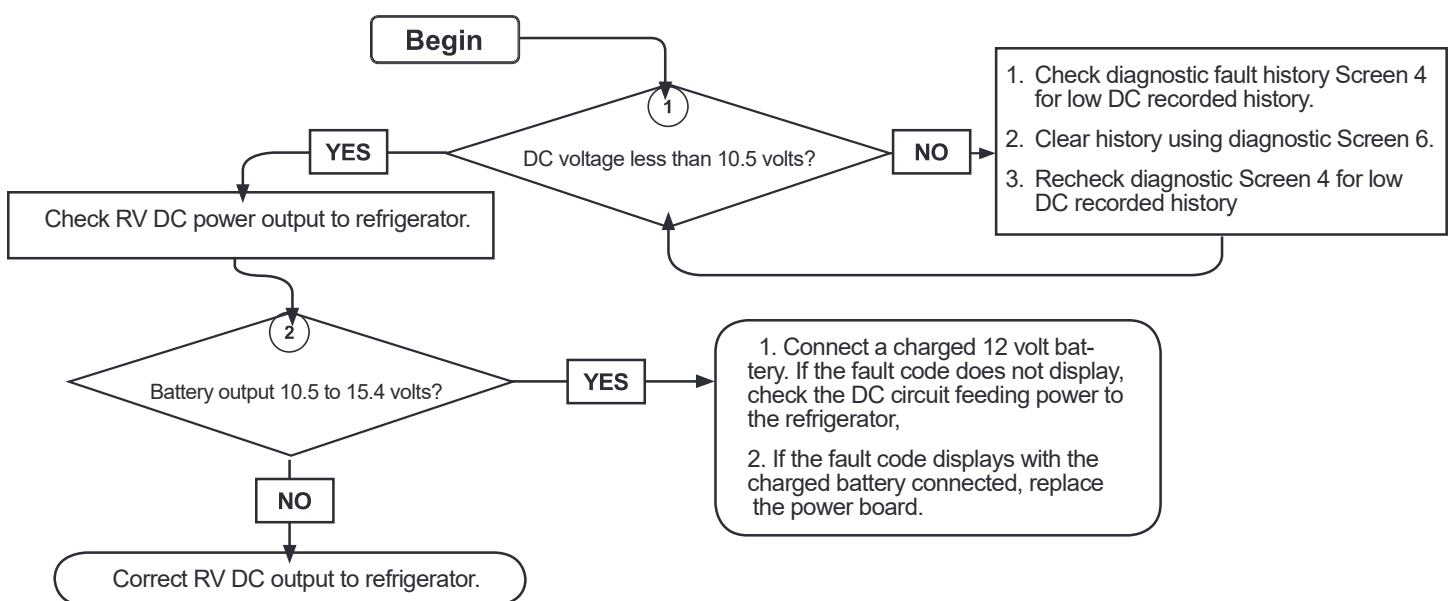 Begin
1
DC voltage less than 10.5 volts?
NO
1. Check diagnostic fault history Screen 4
for low DC recorded history.
2. Clear history using diagnostic Screen 6.
3. Recheck diagnostic Screen 4 for low
DC recorded history
YES
Check RV DC power output to refrigerator.
2
Battery output 10.5 to 15.4 volts?
YES
1. Connect a charged 12 volt bat-
tery. If the fault code does not display,
check the DC circuit feeding power to
the refrigerator,
2. If the fault code displays with the
charged battery connected, replace
the power board.
NO
Correct RV DC output to refrigerator.